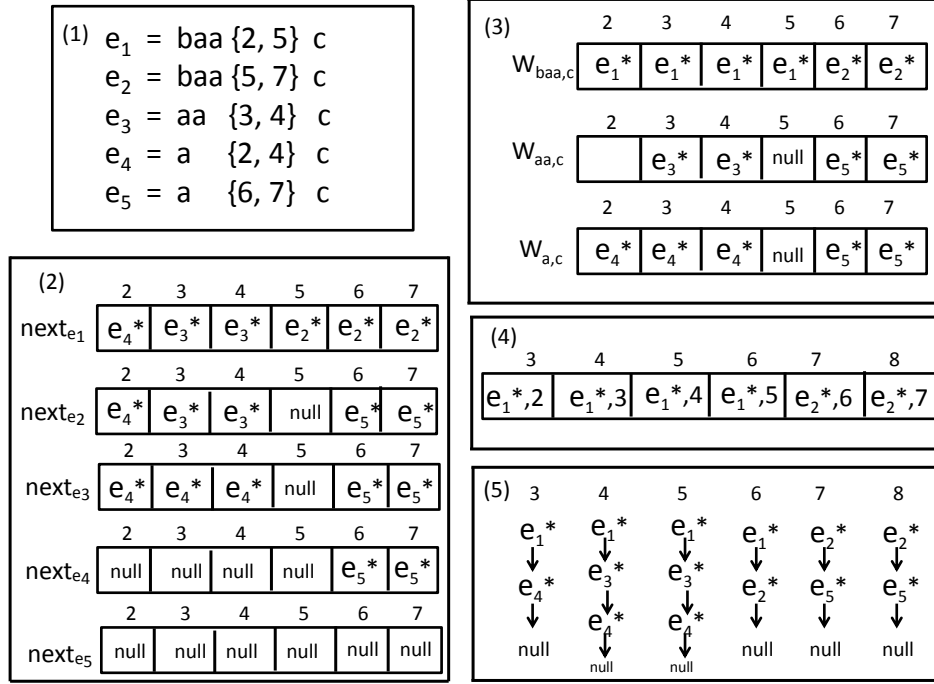 (1)
e₁ = baa {2, 5} c
e₂ = baa {5, 7} c
e₃ = aa {3, 4} c
e₄ = a {2, 4} c
e₅ = a {6, 7} c
(2)
2 3 4 5 6 7
next_e₁ e₄* e₃* e₃* e₂* e₂* e₂*
2 3 4 5 6 7
next_e₂ e₄* e₃* e₃* null e₅* e₅*
2 3 4 5 6 7
next_e₃ e₄* e₄* e₄* null e₅* e₅*
2 3 4 5 6 7
next_e₄ null null null null e₅* e₅*
2 3 4 5 6 7
next_e₅ null null null null null null
(3)
2 3 4 5 6 7
W_baa,c e₁* e₁* e₁* e₁* e₂* e₂*
2 3 4 5 6 7
W_aa,c e₃* e₃* null e₅* e₅*
2 3 4 5 6 7
W_a,c e₄* e₄* e₄* null e₅* e₅*
(4)
3 4 5 6 7 8
e₁*,2 e₁*,3 e₁*,4 e₁*,5 e₂*,6 e₂*,7
(5)
3 4 5 6 7 8
e₁* e₁* e₁* e₁* e₂* e₂*
e₄* e₃* e₃* e₂* e₅* e₅*
e₄* e₄*
null null null null null null